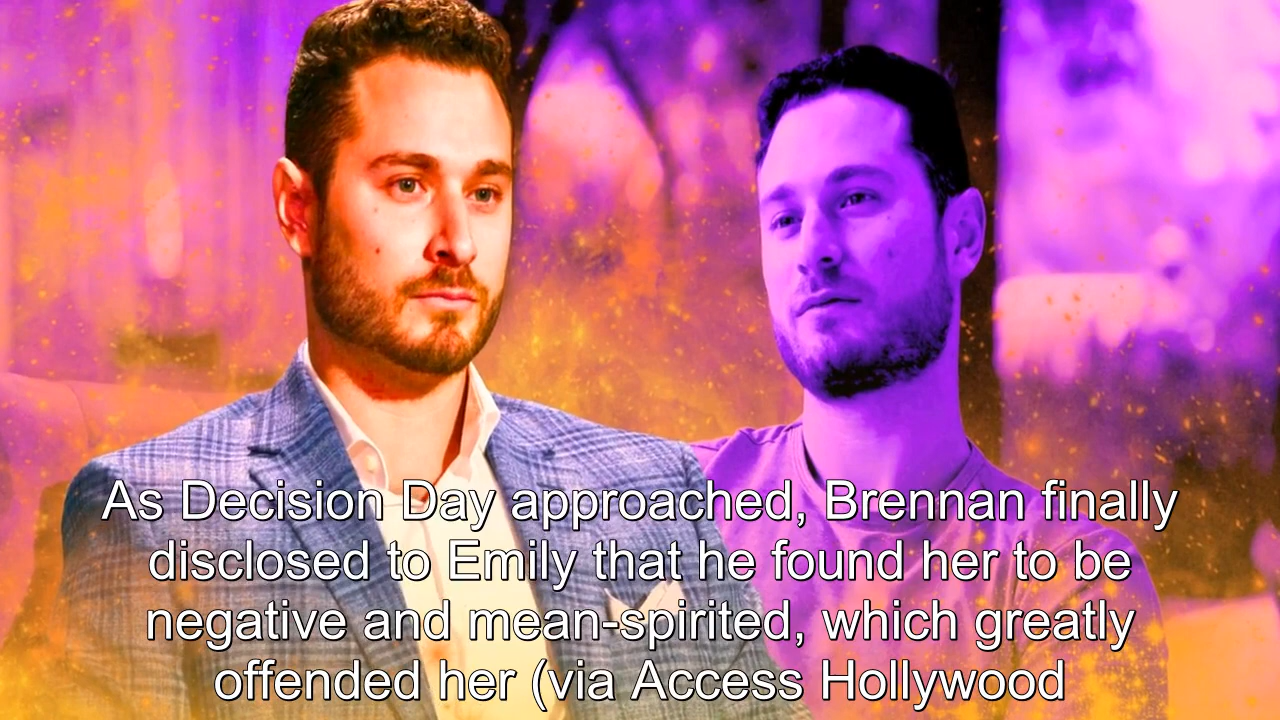 As Decision Day approached, Brennan finally
disclosed to Emily that he found her to be
negative and mean-spirited, which greatly
offended her (via Access Hollywood